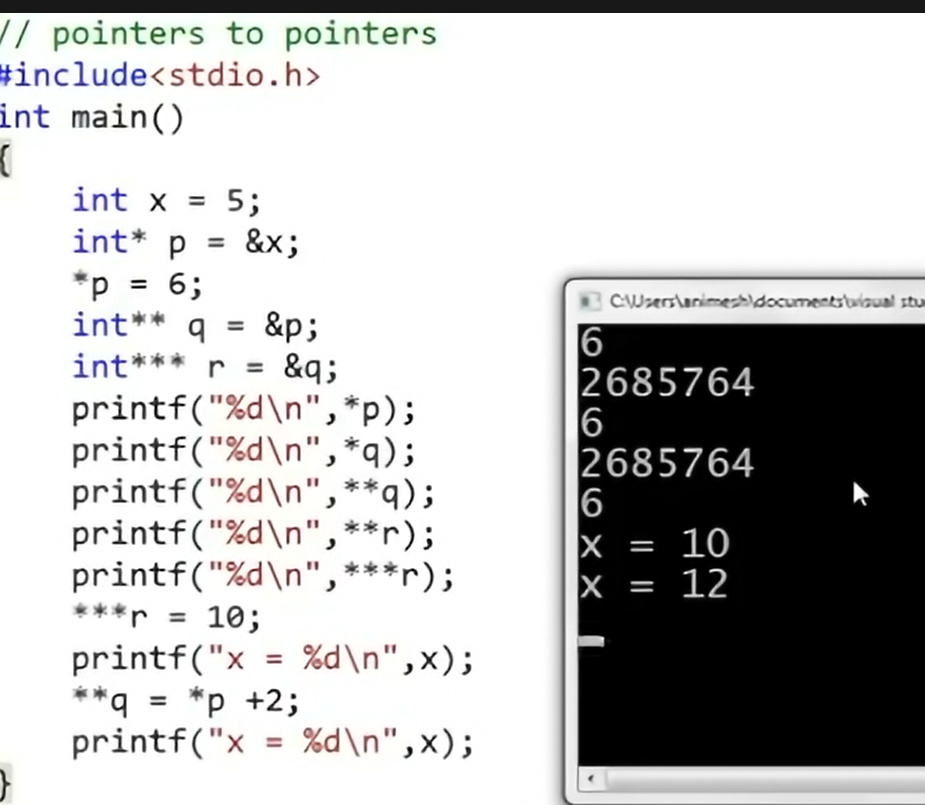 // pointers to pointers
#include<stdio.h>
int main()
{
int x = 5;
int* p = &x;
*p = 6;
int** q = &p;
int*** r = &q;
printf("%d\n",*p);
printf("%d\n",*q);
printf("%d\n",**q);
printf("%d\n",**r);
printf("%d\n",***r);
***r = 10;
printf("x = %d\n",x);
**q = *p +2;
printf("x = %d\n",x);
}
C:\Users\animesh\documents\visual stu
6
2685764
6
2685764
6
x = 10
x = 12